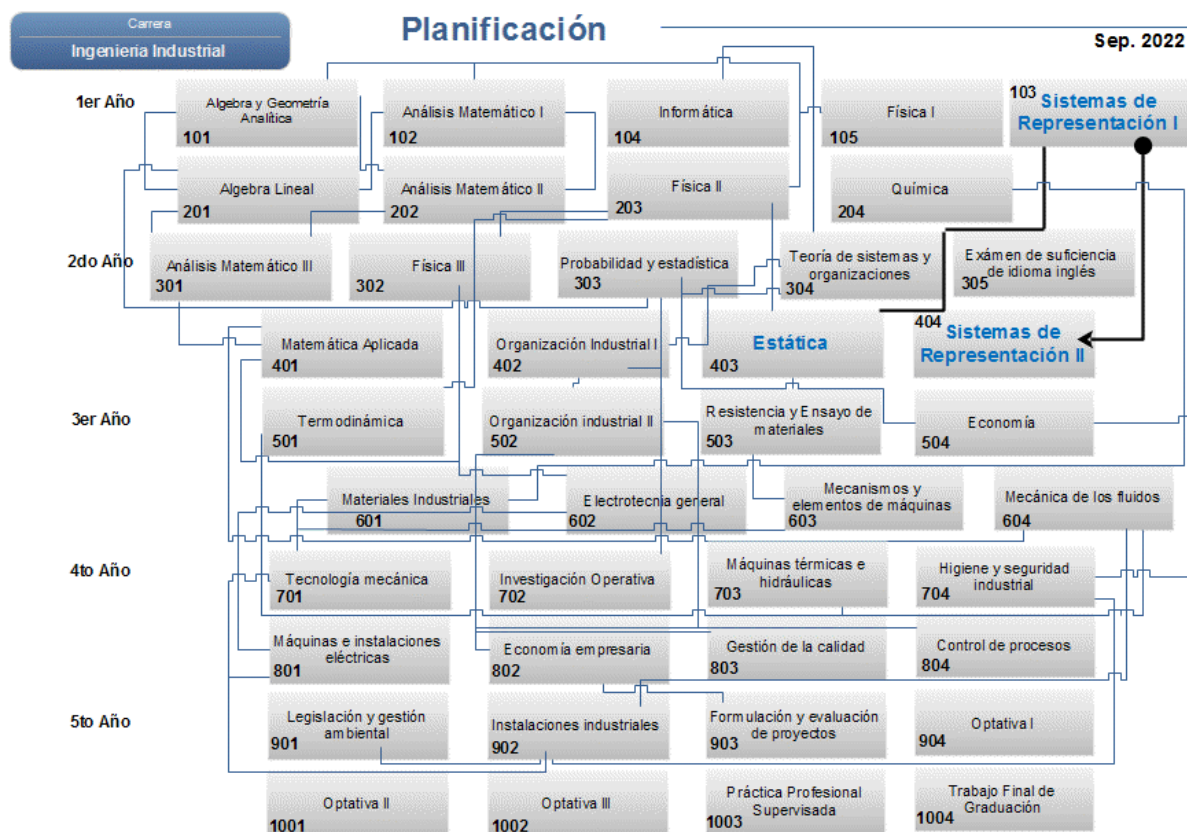 Carrera
Ingeniería Industrial
Planificación
Sep. 2022
1er Año
Algebra y Geometría
Analítica
101
Análisis Matemático I
102
Informática
104
Física I
105
103
Sistemas de
Representación I
Algebra Lineal
201
Análisis Matemático II
202
Física II
203
Química
204
2do Año
Análisis Matemático III
301
Física III
302
Probabilidad y estadística
303
Teoría de sistemas y
organizaciones
304
Exámen de suficiencia
de idioma inglés
305
Matemática Aplicada
401
Organización Industrial I
402
Estática
403
404
Sistemas de
Representación II
3er Año
Termodinámica
501
Organización industrial II
502
Resistencia y Ensayo de
materiales
503
Economía
504
Materiales Industriales
601
Electrotecnia general
602
Mecanismos y
elementos de máquinas
603
Mecánica de los fluidos
604
4to Año
Tecnología mecánica
701
Investigación Operativa
702
Máquinas térmicas e
hidráulicas
703
Higiene y seguridad
industrial
704
Máquinas e instalaciones
eléctricas
801
Economía empresaria
802
Gestión de la calidad
803
Control de procesos
804
5to Año
Legislación y gestión
ambiental
901
Instalaciones industriales
902
Formulación y evaluación
de proyectos
903
Optativa I
904
Optativa II
1001
Optativa III
1002
Práctica Profesional
Supervisada
1003
Trabajo Final de
Graduación
1004